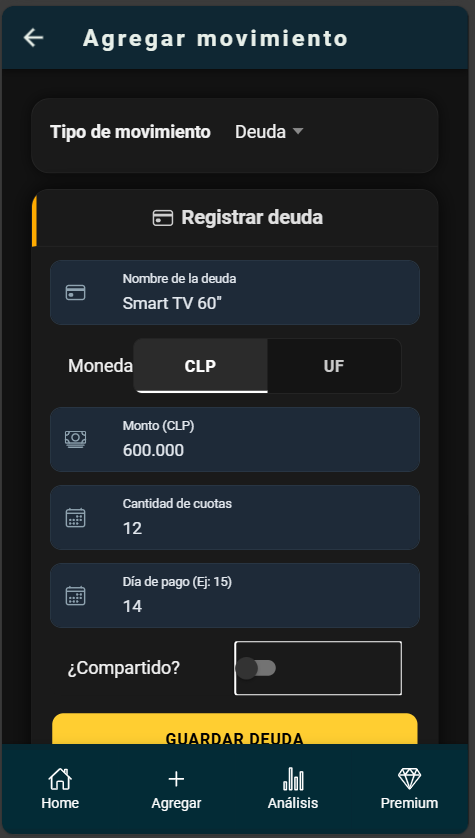 Agregar movimiento
Tipo de movimiento Deuda
Registrar deuda
Nombre de la deuda
Smart TV 60"
Moneda CLP UF
Monto (CLP)
600.000
Cantidad de cuotas
12
Día de pago (Ej: 15)
14
¿Compartido?
GUARDAR DEUDA
Home Agregar Análisis Premium